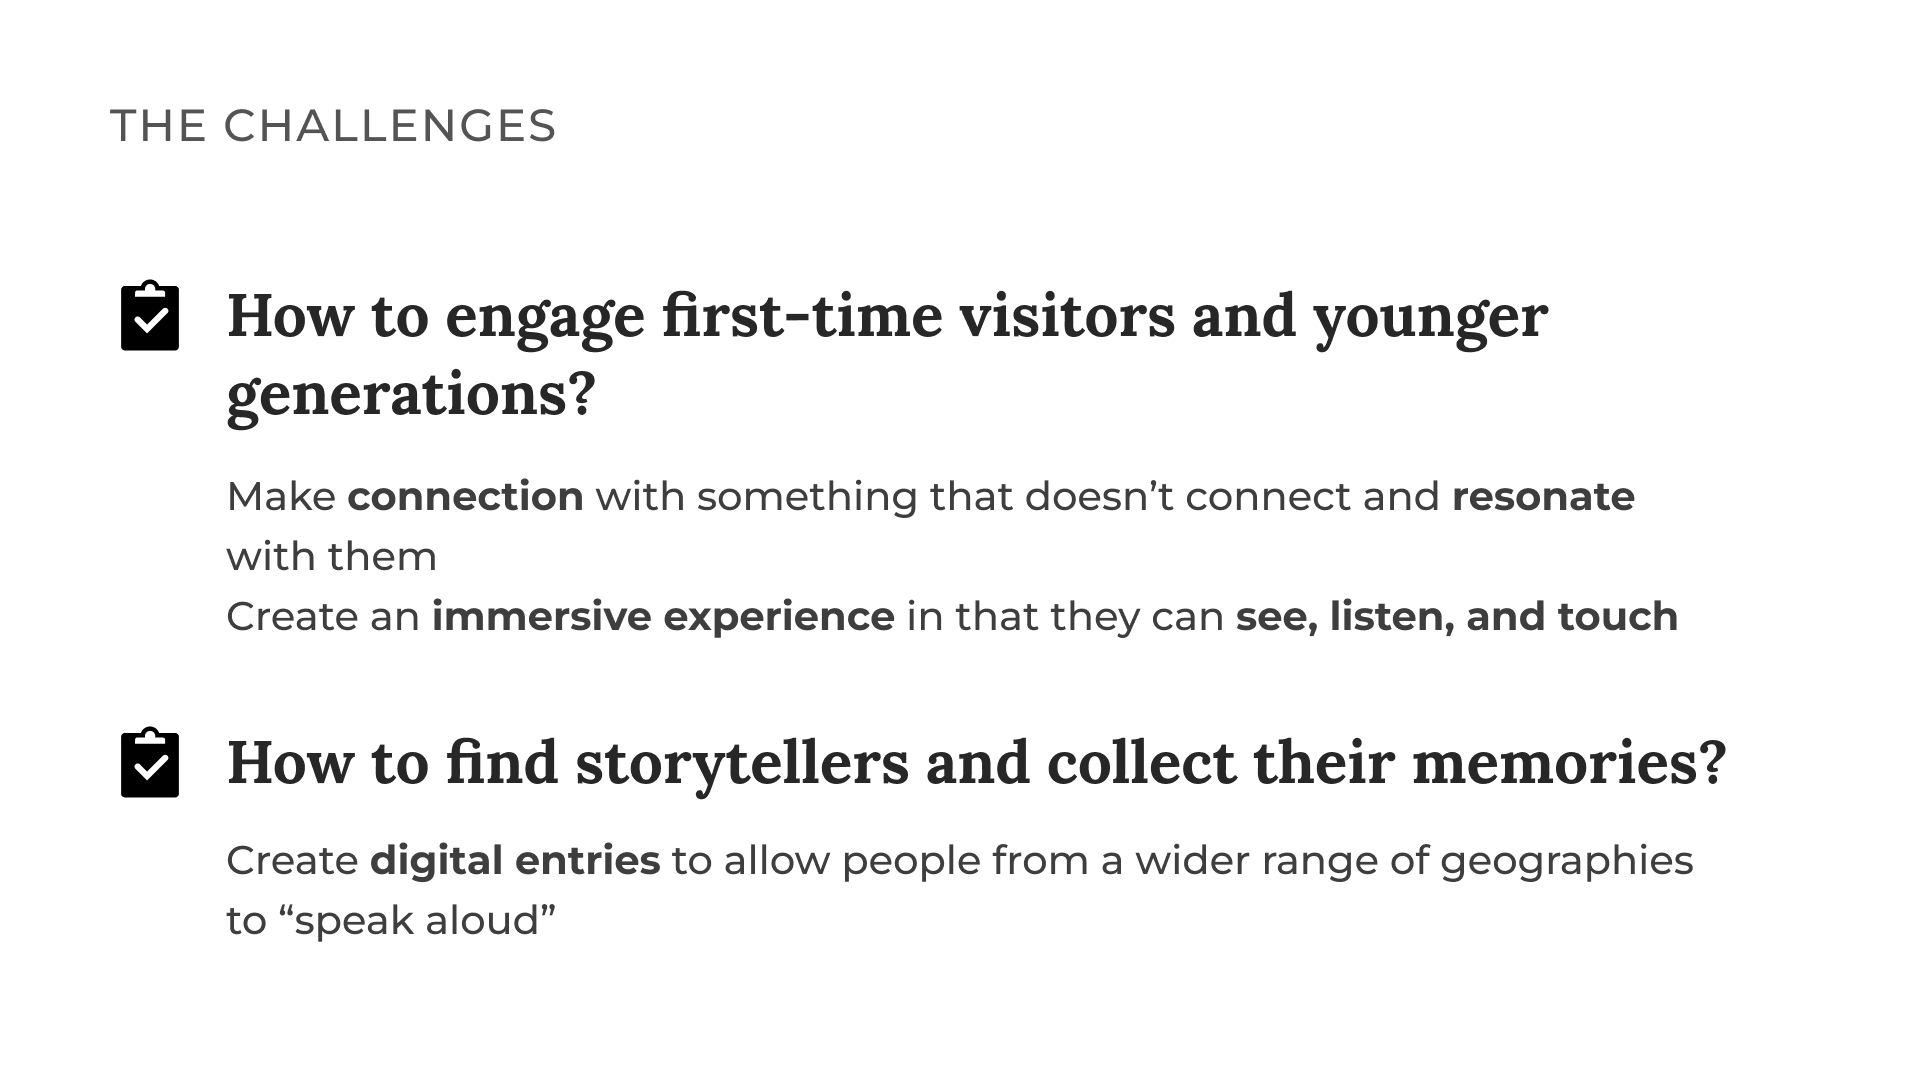 THE CHALLENGES
How to engage first-time visitors and younger
generations?
Make connection with something that doesn’t connect and resonate
with them
Create an immersive experience in that they can see, listen, and touch
How to find storytellers and collect their memories?
Create digital entries to allow people from a wider range of geographies
to “speak aloud”